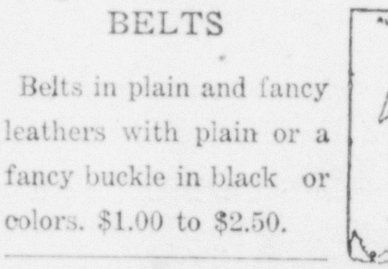 BELTS
Belts in plain and fancy
leathers with plain or a
fancy buckle in black or
colors. $1.00 to $2.50.